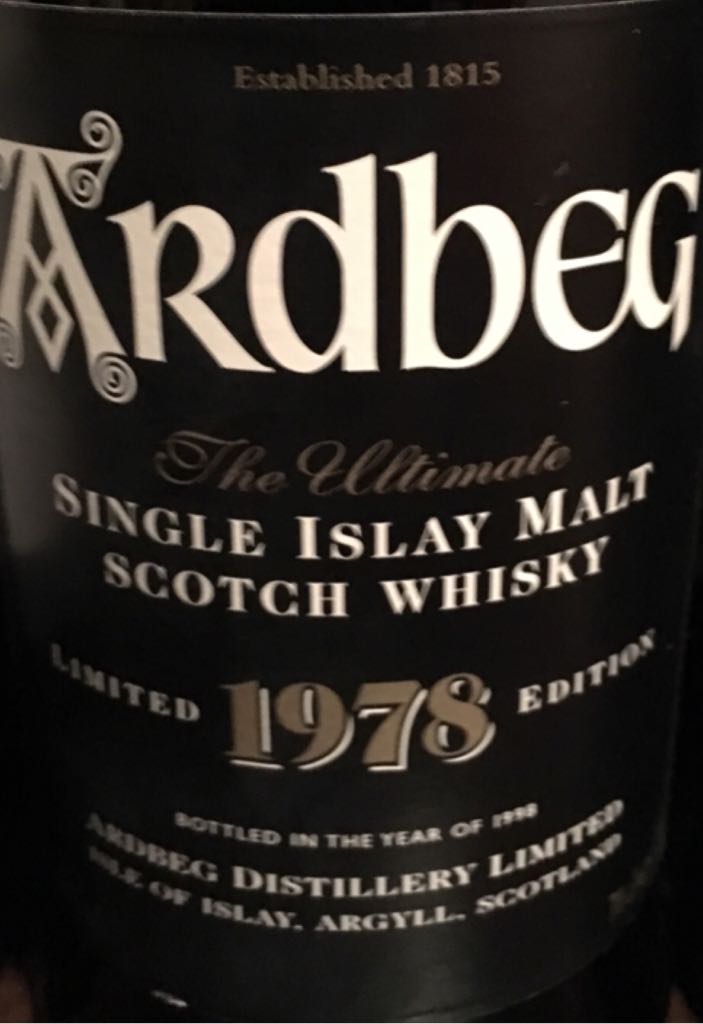 Established 1815
Ardbeg
The Ultimate
SINGLE ISLAY MALT
SCOTCH WHISKY
LIMITED 1978 EDITION
BOTTLED IN THE YEAR OF 1998
ARDBEG DISTILLERY LIMITED
ISLE OF ISLAY, ARGYLL, SCOTLAND